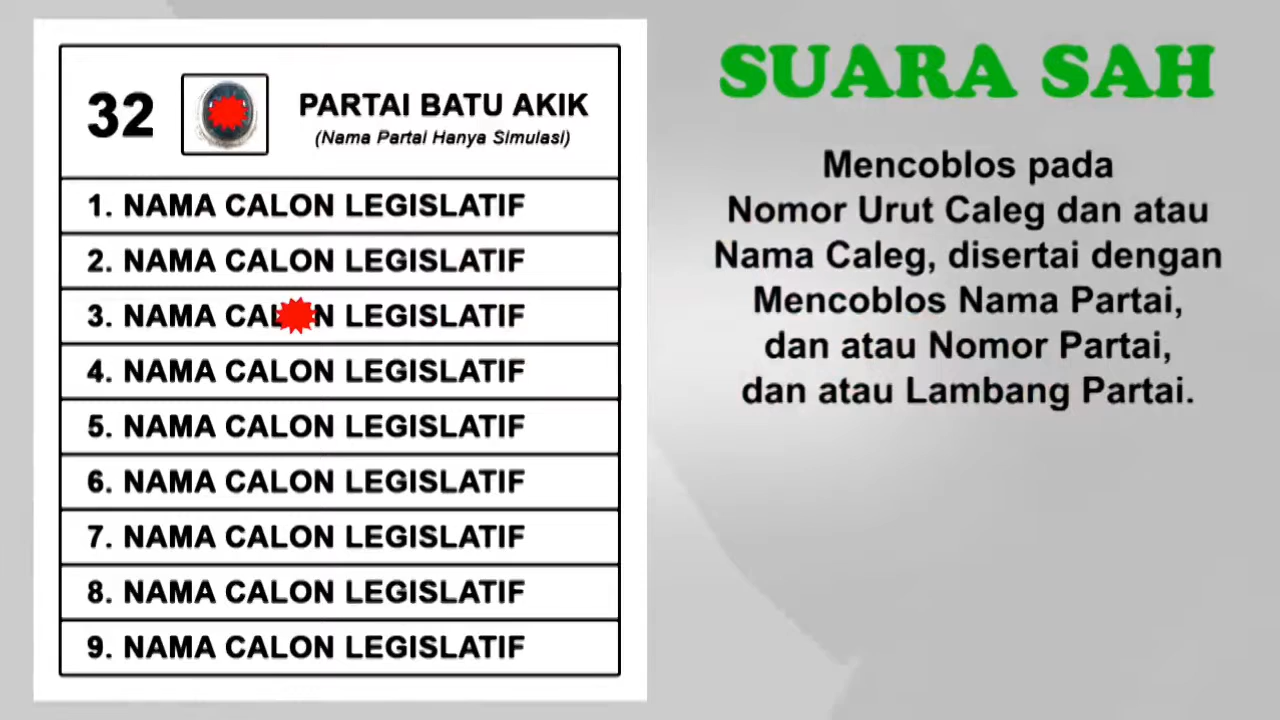 32
PARTAI BATU AKIK
(Nama Partai Hanya Simulasi)
1. NAMA CALON LEGISLATIF
2. NAMA CALON LEGISLATIF
3. NAMA CALON LEGISLATIF
4. NAMA CALON LEGISLATIF
5. NAMA CALON LEGISLATIF
6. NAMA CALON LEGISLATIF
7. NAMA CALON LEGISLATIF
8. NAMA CALON LEGISLATIF
9. NAMA CALON LEGISLATIF
SUARA SAH
Mencoblos pada
Nomor Urut Caleg dan atau
Nama Caleg, disertai dengan
Mencoblos Nama Partai,
dan atau Nomor Partai,
dan atau Lambang Partai.